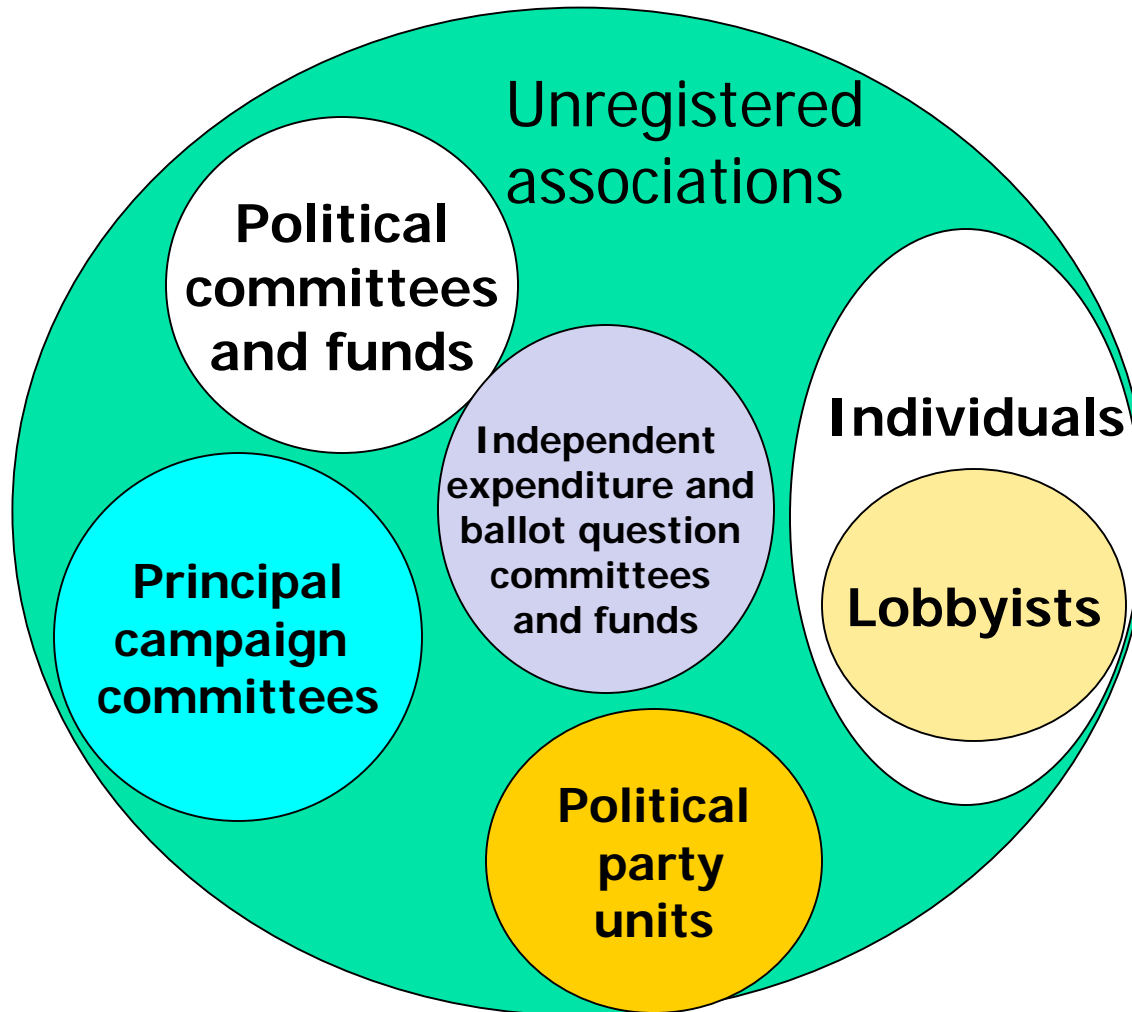 Unregistered
associations
Political
committees
and funds
Independent
expenditure and
ballot question
committees
and funds
Individuals
Lobbyists
Principal
campaign
committees
Political
party
units